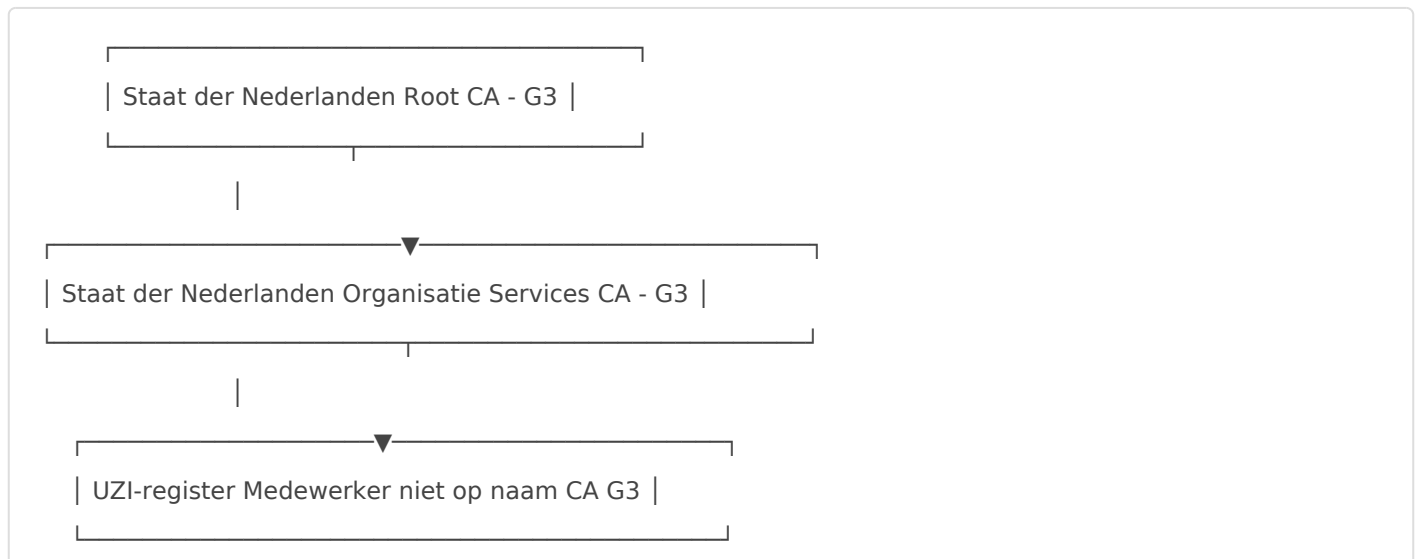 Staat der Nederlanden Root CA - G3
Staat der Nederlanden Organisatie Services CA - G3
UZI-register Medewerker niet op naam CA G3